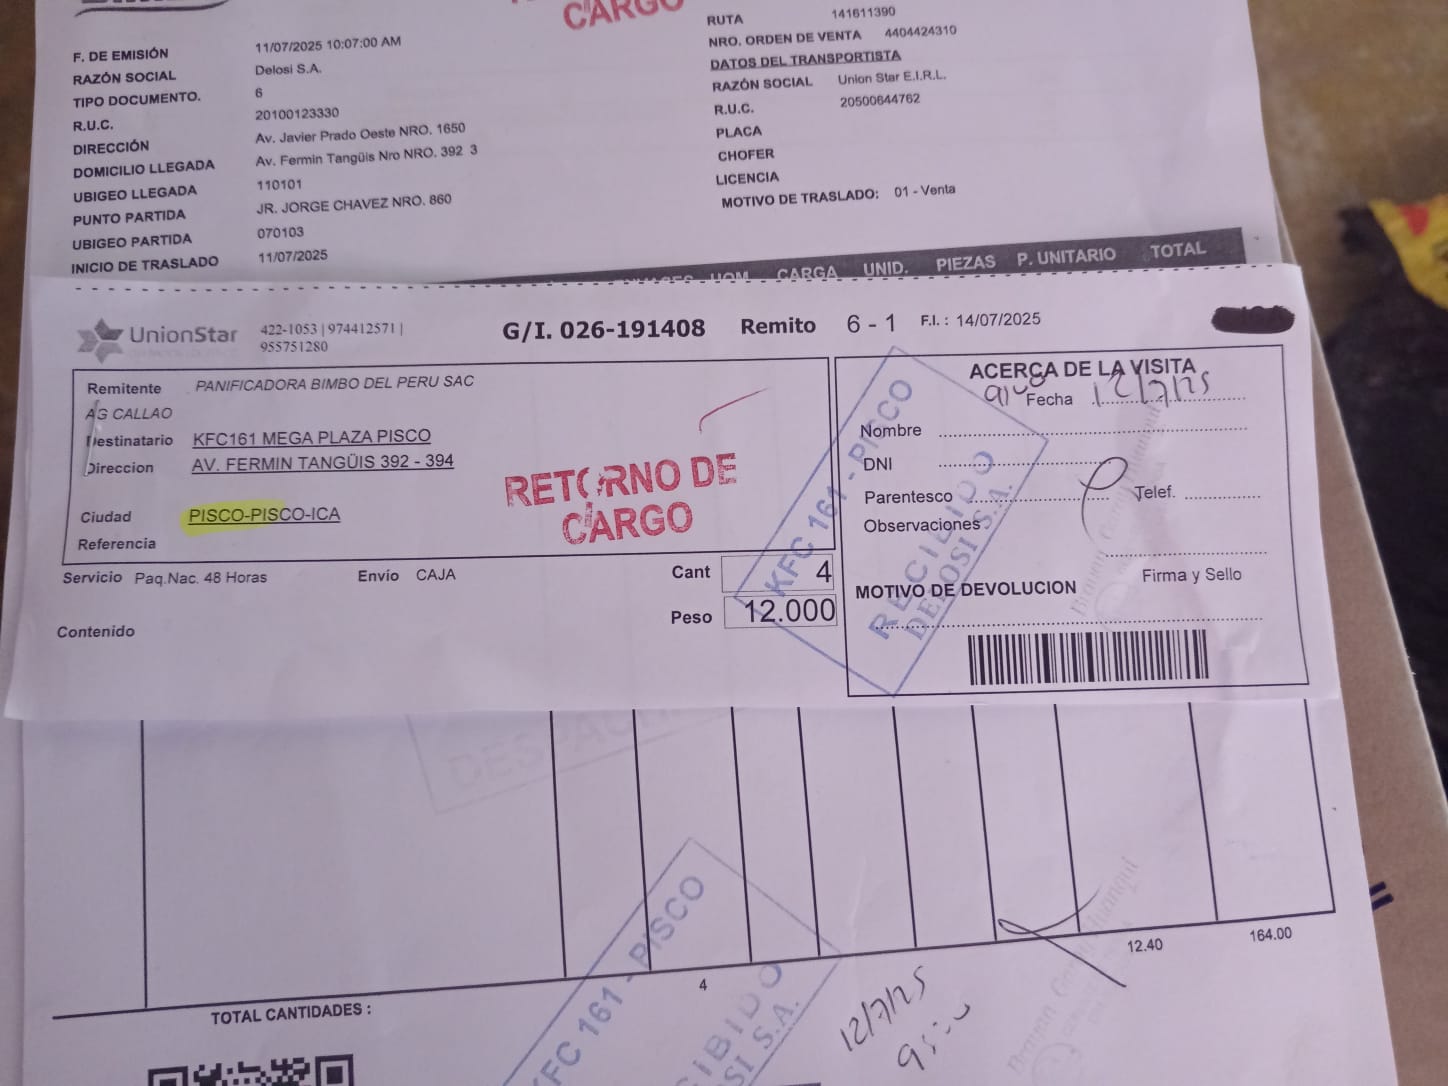 CARGO
F. DE EMISIÓN 11/07/2025 10:07:00 AM
RAZÓN SOCIAL Delosi S.A.
TIPO DOCUMENTO. 6
R.U.C. 20100123330
DIRECCIÓN Av. Javier Prado Oeste NRO. 1650
DOMICILIO LLEGADA Av. Fermin Tangüis Nro NRO. 392 3
UBIGEO LLEGADA 110101
PUNTO PARTIDA JR. JORGE CHAVEZ NRO. 860
UBIGEO PARTIDA 070103
INICIO DE TRASLADO 11/07/2025
RUTA 141611390
NRO. ORDEN DE VENTA 4404424310
DATOS DEL TRANSPORTISTA
RAZÓN SOCIAL Union Star E.I.R.L.
R.U.C. 20500644762
PLACA
CHOFER
LICENCIA
MOTIVO DE TRASLADO: 01 - Venta
UOM CARGA UNID. PIEZAS P. UNITARIO TOTAL
UnionStar 422-1053 | 974412571 |
955751280
G/I. 026-191408 Remito 6 - 1 F.I. : 14/07/2025
Remitente PANIFICADORA BIMBO DEL PERU SAC
AG CALLAO
Destinatario KFC161 MEGA PLAZA PISCO
Direccion AV. FERMIN TANGÜIS 392 - 394
Ciudad PISCO-PISCO-ICA
Referencia
RETORNO DE
CARGO
Servicio Paq.Nac. 48 Horas Envío CAJA
Cant 4
Peso 12.000
Contenido
ACERCA DE LA VISITA
Fecha 12/7/25
Nombre
DNI
Parentesco Telef.
Observaciones
Firma y Sello
MOTIVO DE DEVOLUCION
KFC 161 - PISCO
RECIBIDO
DELOSI S.A.
12.40 164.00
4
TOTAL CANTIDADES :
KFC 161 - PISCO
CIBIDO
OSI S.A.
12/7/25